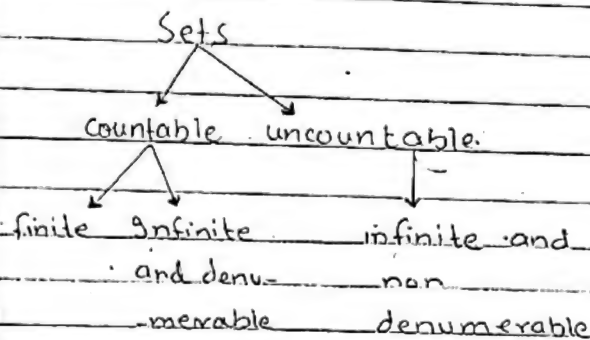 Sets
countable uncountable.
finite Infinite infinite and
and denu- non
merable denumerable